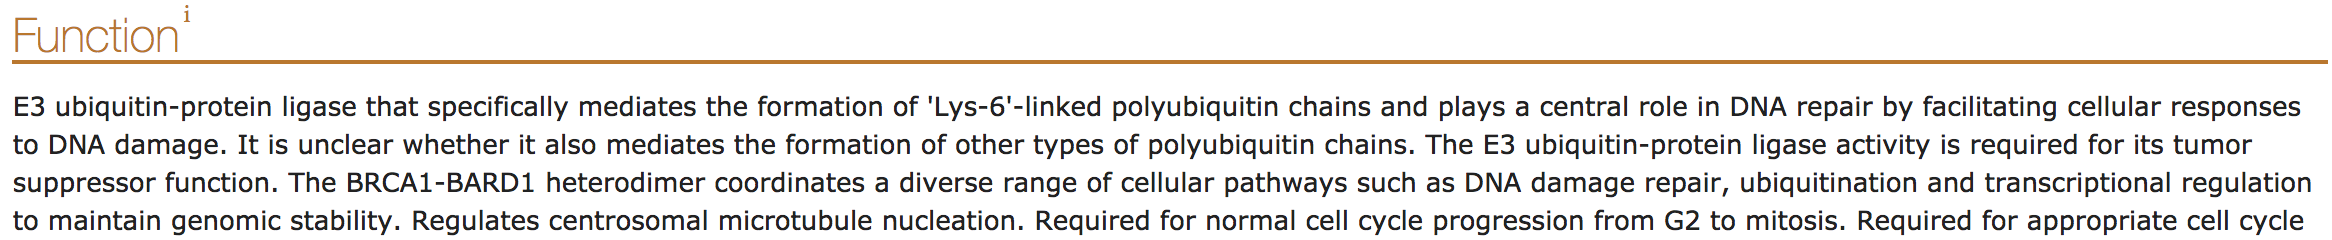 Function i
E3 ubiquitin-protein ligase that specifically mediates the formation of 'Lys-6'-linked polyubiquitin chains and plays a central role in DNA repair by facilitating cellular responses
to DNA damage. It is unclear whether it also mediates the formation of other types of polyubiquitin chains. The E3 ubiquitin-protein ligase activity is required for its tumor
suppressor function. The BRCA1-BARD1 heterodimer coordinates a diverse range of cellular pathways such as DNA damage repair, ubiquitination and transcriptional regulation
to maintain genomic stability. Regulates centrosomal microtubule nucleation. Required for normal cell cycle progression from G2 to mitosis. Required for appropriate cell cycle